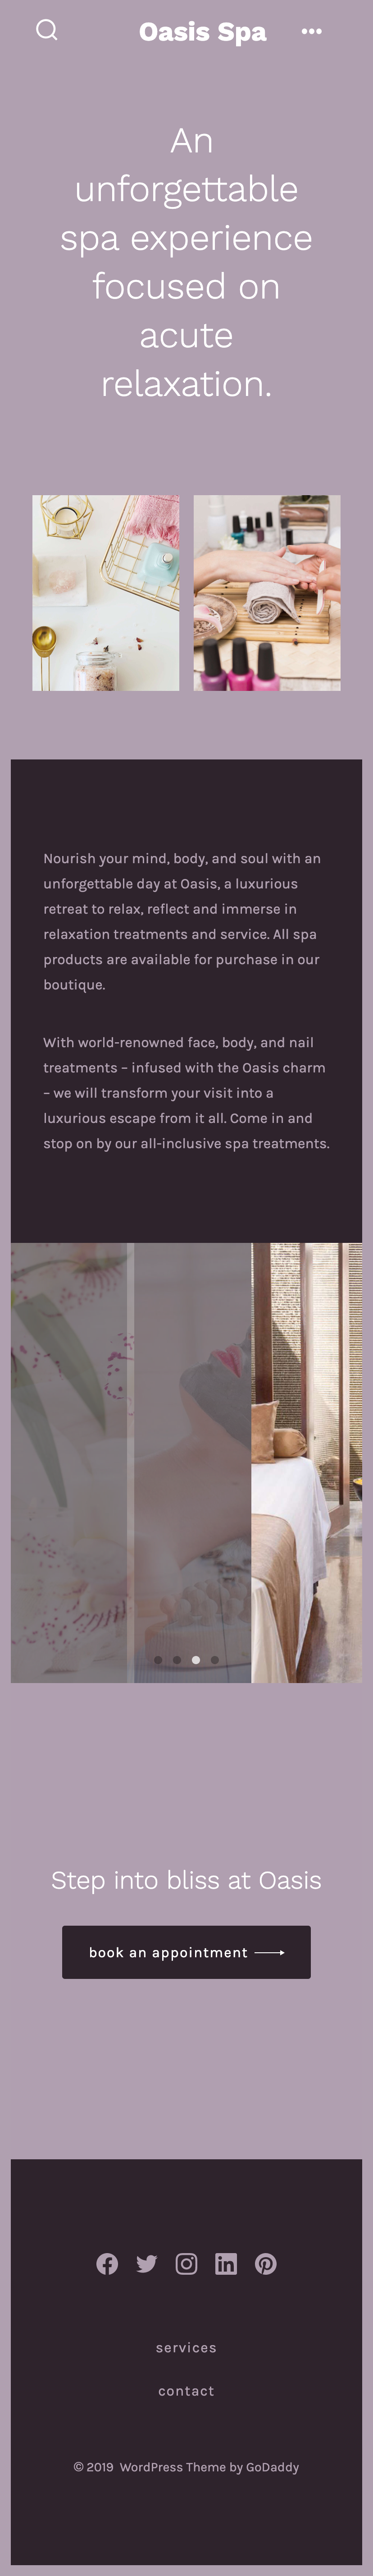 Oasis Spa
An
unforgettable
spa experience
focused on
acute
relaxation.
Nourish your mind, body, and soul with an
unforgettable day at Oasis, a luxurious
retreat to relax, reflect and immerse in
relaxation treatments and service. All spa
products are available for purchase in our
boutique.
With world-renowned face, body, and nail
treatments – infused with the Oasis charm
– we will transform your visit into a
luxurious escape from it all. Come in and
stop on by our all-inclusive spa treatments.
Step into bliss at Oasis
book an appointment
services
contact
© 2019 WordPress Theme by GoDaddy